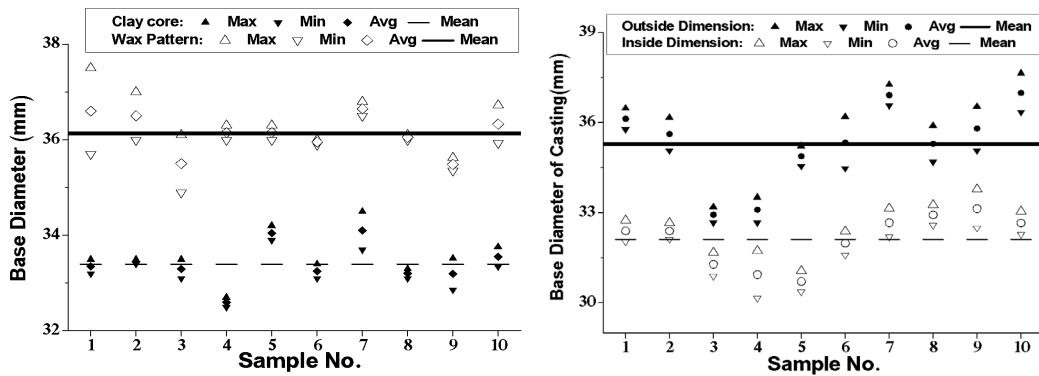 Clay core: Max Min Avg Mean
Wax Pattern: Max Min Avg Mean
38
36
34
32
Base Diameter (mm)
1 2 3 4 5 6 7 8 9 10
Sample No.
Outside Dimension: Max Min Avg Mean
Inside Dimension: Max Min Avg Mean
39
36
33
30
Base Diameter of Casting(mm)
1 2 3 4 5 6 7 8 9 10
Sample No.